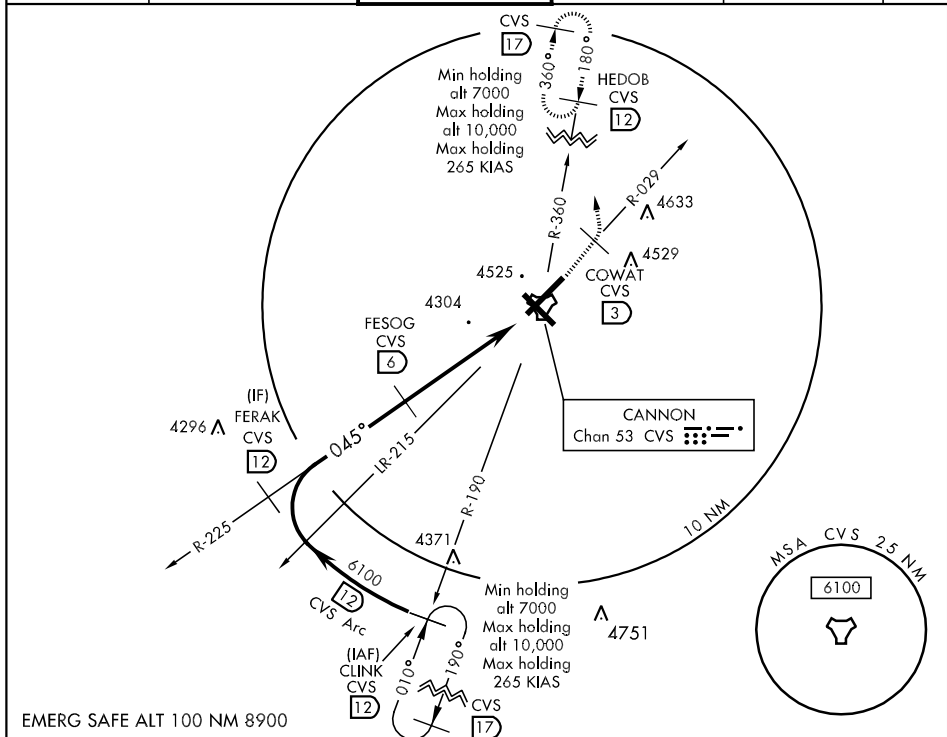 CVS
17
360°
180°
Min holding
alt 7000
Max holding
alt 10,000
Max holding
265 KIAS
HEDOB
CVS
12
R-360
R-029
4633
4529
4525
COWAT
CVS
3
4304
FESOG
CVS
6
(IF)
FERAK
CVS
12
4296
045°
LR-215
R-190
R-225
CANNON
Chan 53 CVS
10 NM
4371
6100
12
CVS Arc
Min holding
alt 7000
Max holding
alt 10,000
Max holding
265 KIAS
4751
(IAF)
CLINK
CVS
12
010°
190°
CVS
17
MSA CVS 25 NM
6100
EMERG SAFE ALT 100 NM 8900